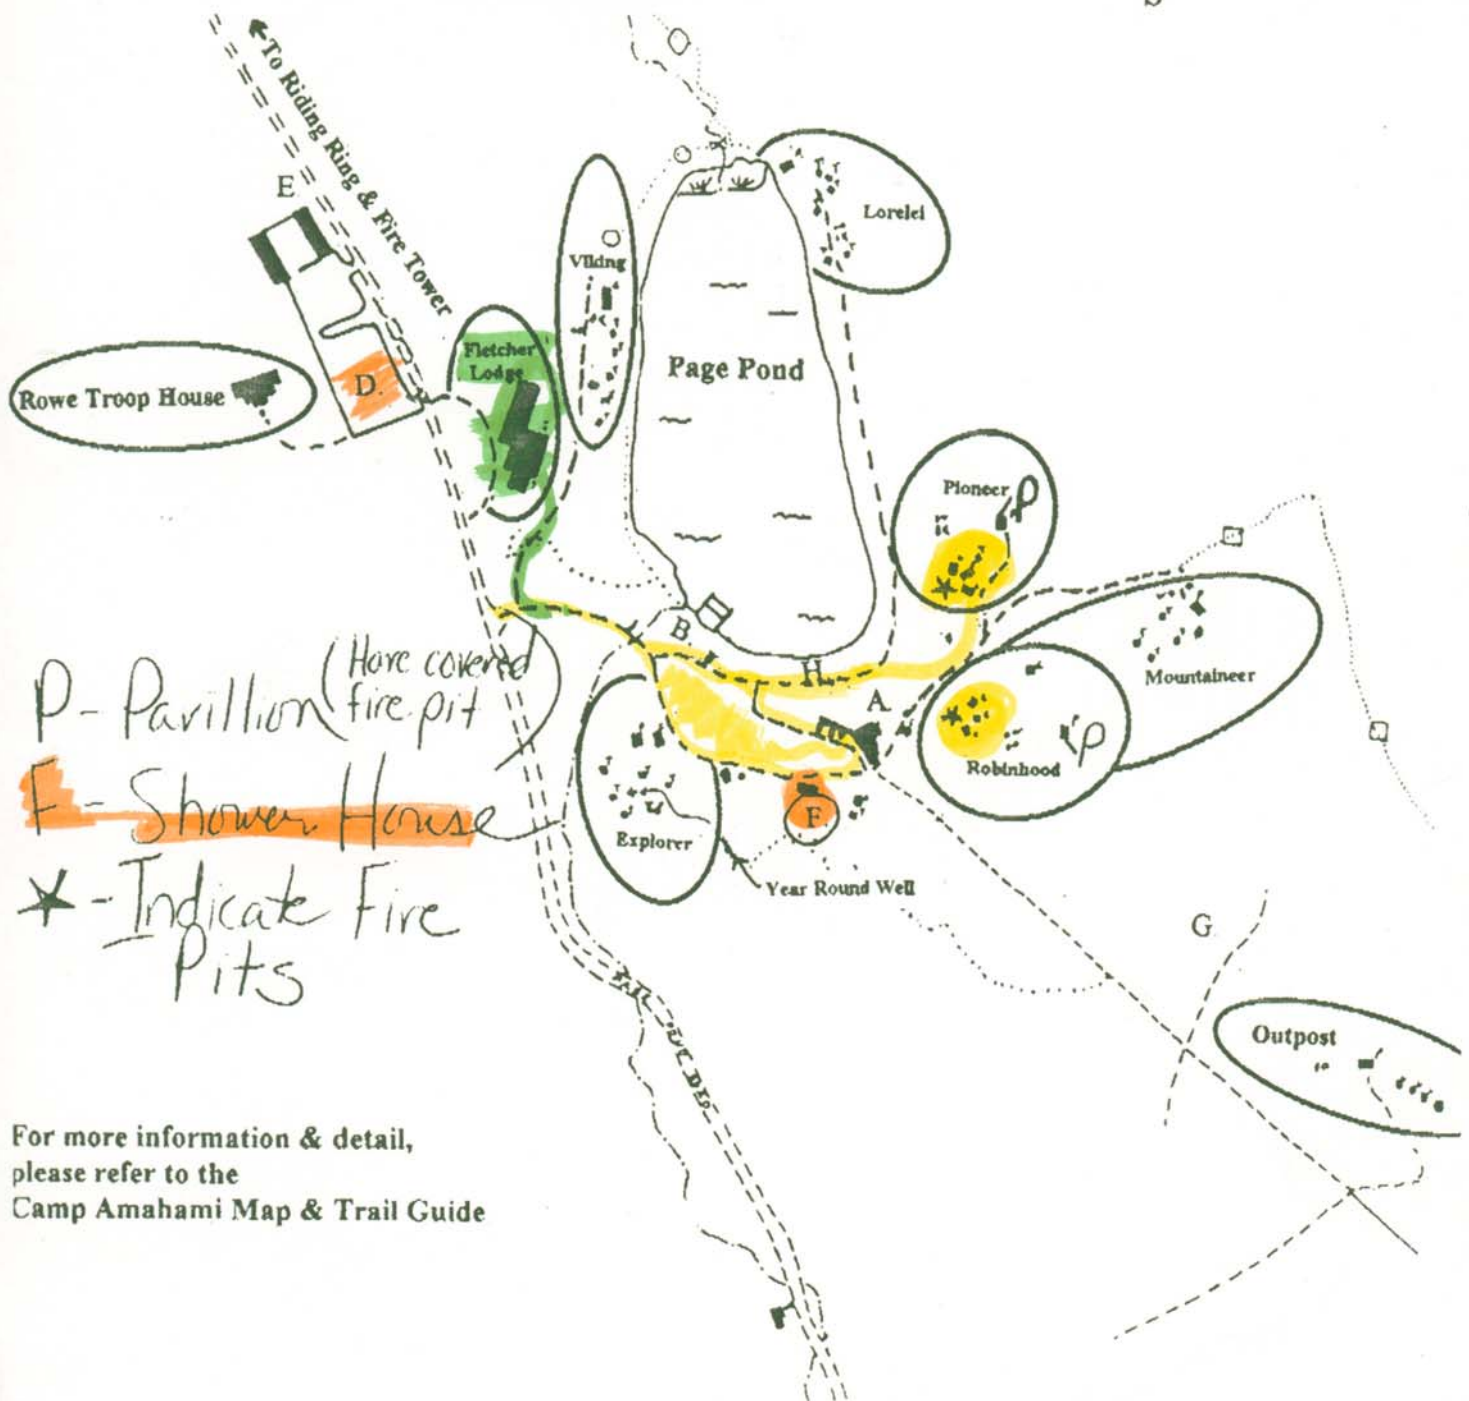 S
To Riding Ring & Fire Tower
E
Lorelei
Viking
Fletcher
Lodge
Page Pond
Rowe Troop House
D.
Pioneer P
B
H
A.
Mountaineer
Robinhood P
P - Pavillion (Have covered
fire pit)
F - Shower House
★ - Indicate Fire
Pits
Explorer
F.
Year Round Well
G
Outpost
For more information & detail,
please refer to the
Camp Amahami Map & Trail Guide